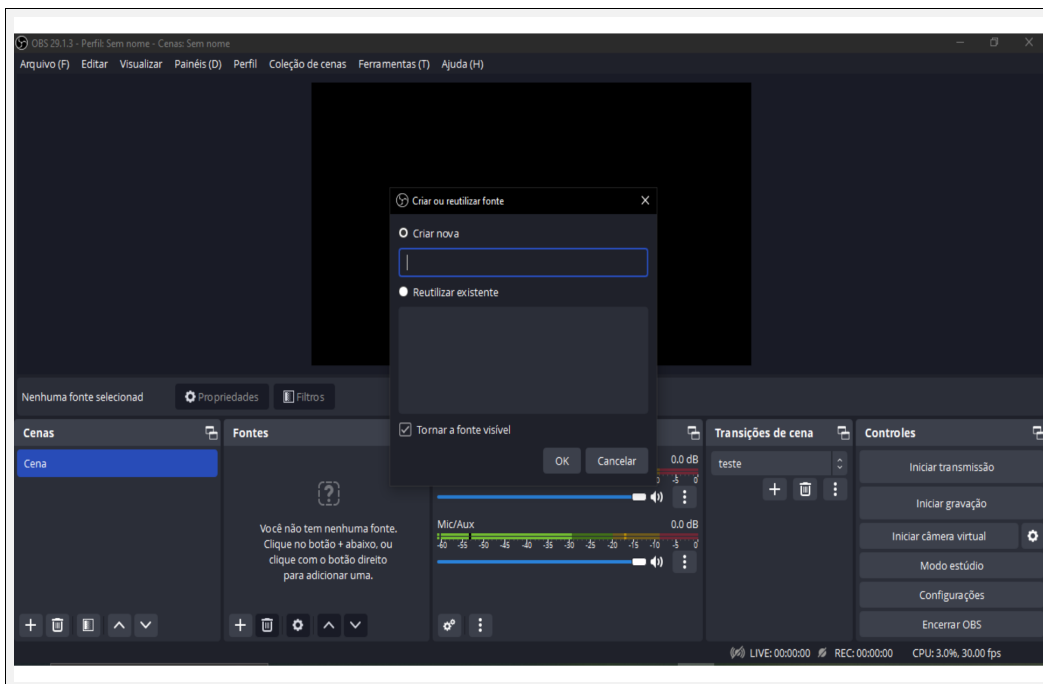 OBS 29.1.3 - Perfil: Sem nome - Cenas: Sem nome
Arquivo (F) Editar Visualizar Painéis (D) Perfil Coleção de cenas Ferramentas (T) Ajuda (H)
Criar ou reutilizar fonte
Criar nova
Reutilizar existente
Tornar a fonte visível
OK Cancelar
Nenhuma fonte selecionad Propriedades Filtros
Cenas
Cena
Fontes
Você não tem nenhuma fonte.
Clique no botão + abaixo, ou
clique com o botão direito
para adicionar uma.
0.0 dB
-5 0
Mic/Aux 0.0 dB
-60 -55 -50 -45 -40 -35 -30 -25 -20 -15 -10 -5 0
Transições de cena
teste
Controles
Iniciar transmissão
Iniciar gravação
Iniciar câmera virtual
Modo estúdio
Configurações
Encerrar OBS
LIVE: 00:00:00 REC: 00:00:00 CPU: 3.0%, 30.00 fps